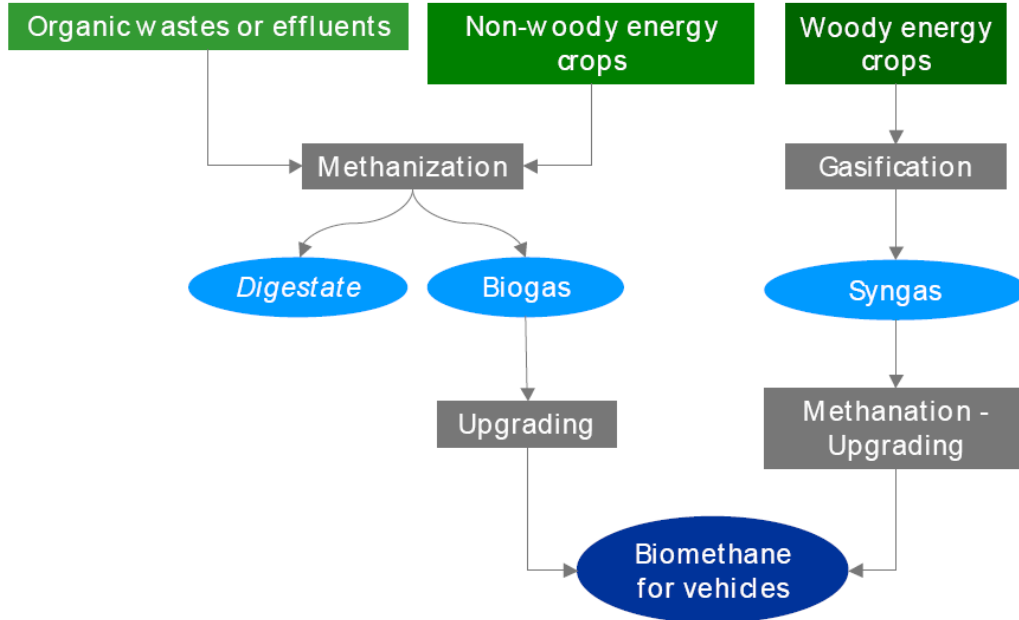 Organic wastes or effluents
Non-woody energy
crops
Woody energy
crops
Methanization
Gasification
Digestate
Biogas
Syngas
Upgrading
Methanation -
Upgrading
Biomethane
for vehicles